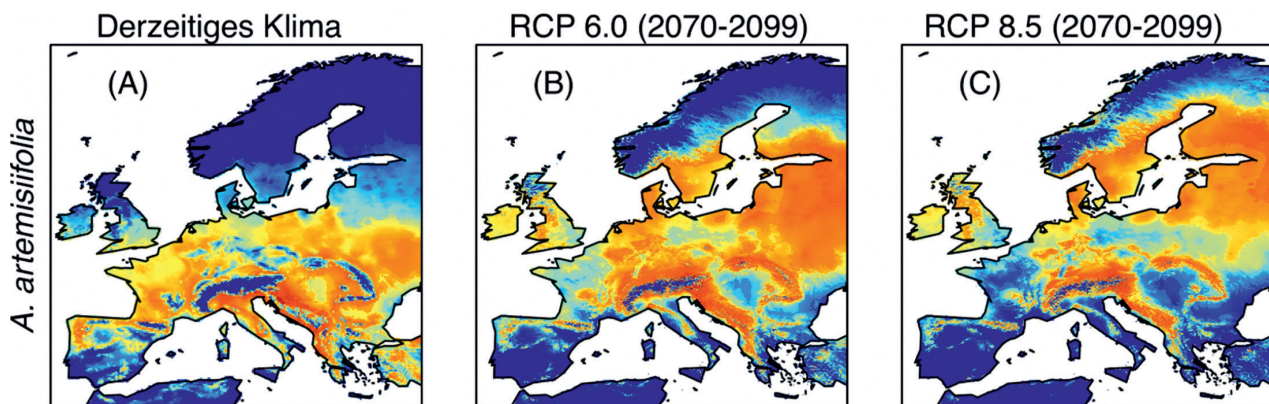 Derzeitiges Klima
RCP 6.0 (2070-2099)
RCP 8.5 (2070-2099)
(A)
(B)
(C)
A. artemisiifolia